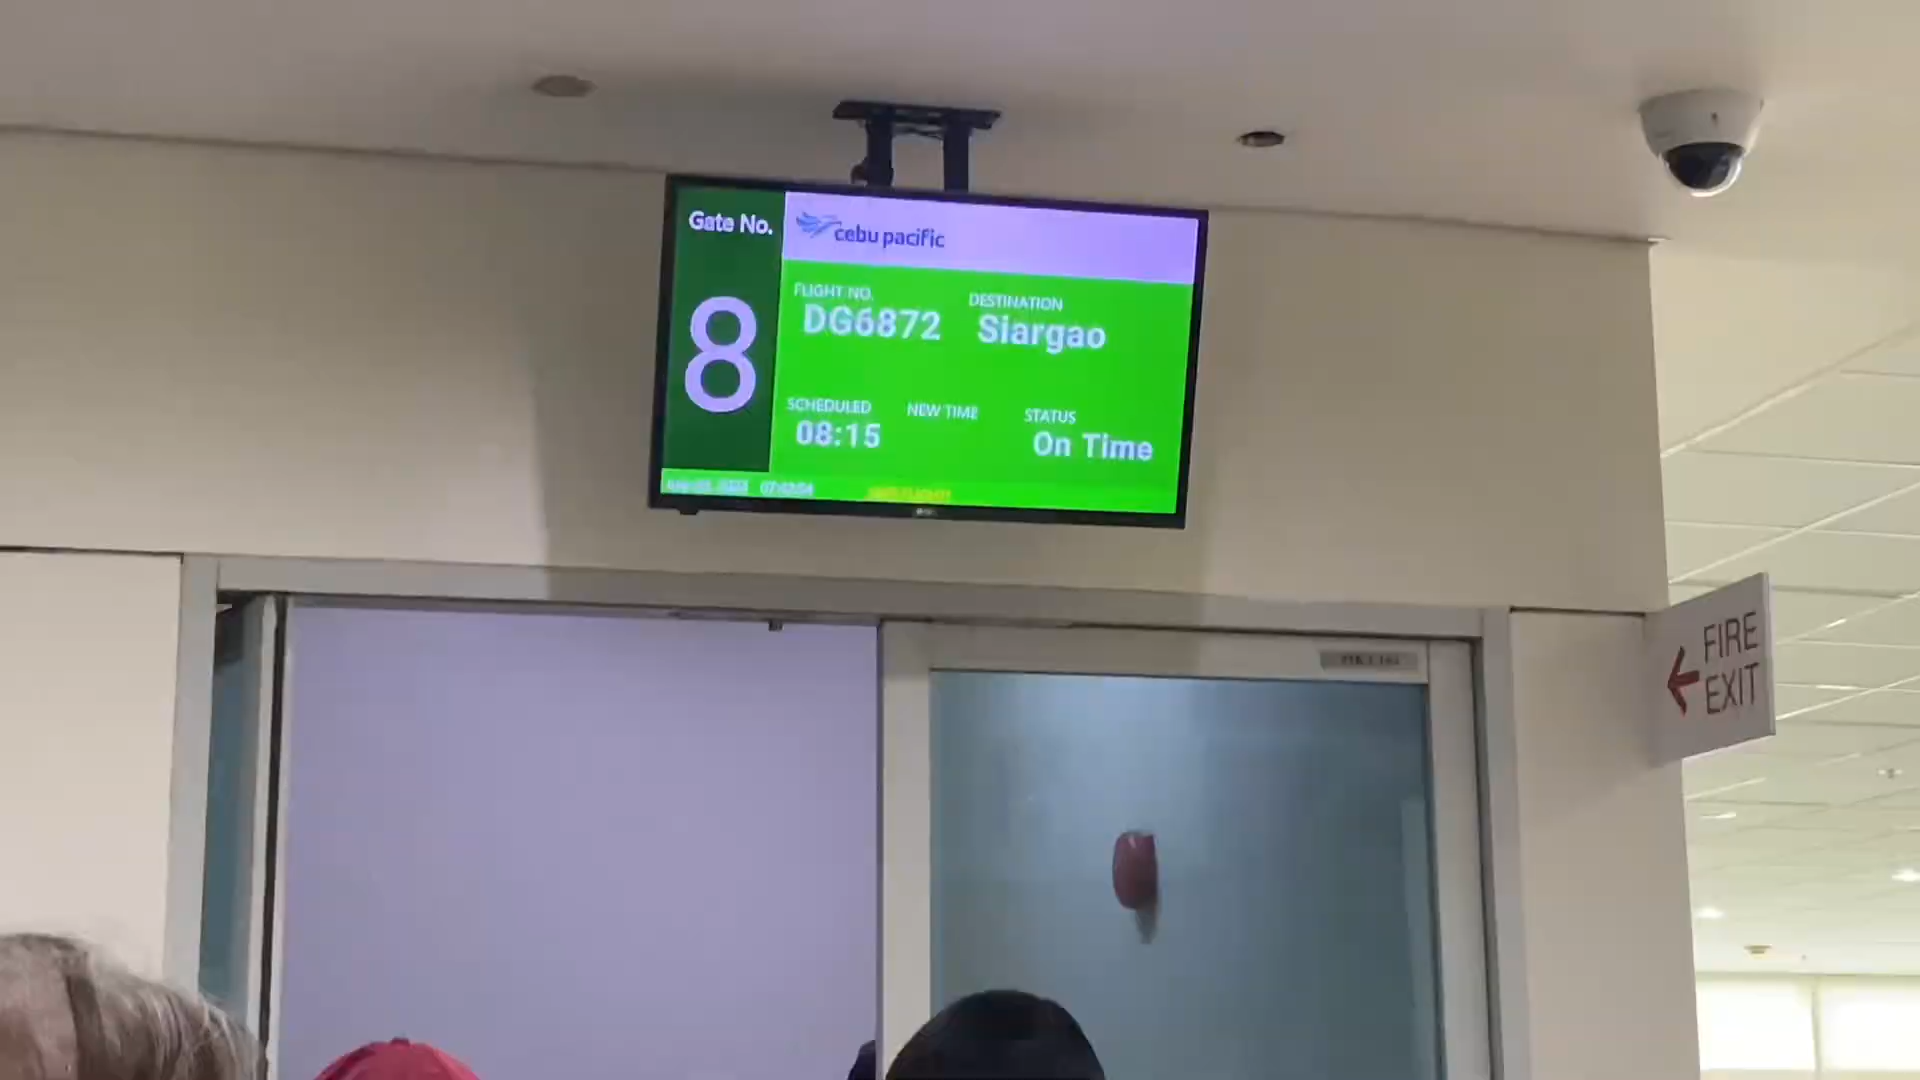 Gate No.
8
cebu pacific
FLIGHT NO.
DESTINATION
DG6872
Siargao
SCHEDULED
NEW TIME
STATUS
08:15
On Time
FIRE
EXIT